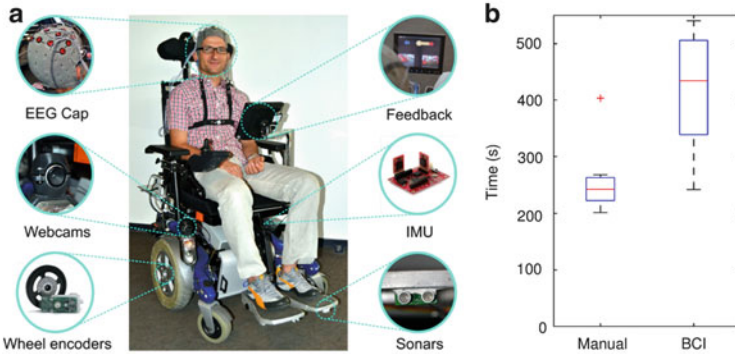 a
EEG Cap
Webcams
Wheel encoders
Feedback
IMU
Sonars
b
Time (s)
500
400
300
200
100
0
Manual
BCI